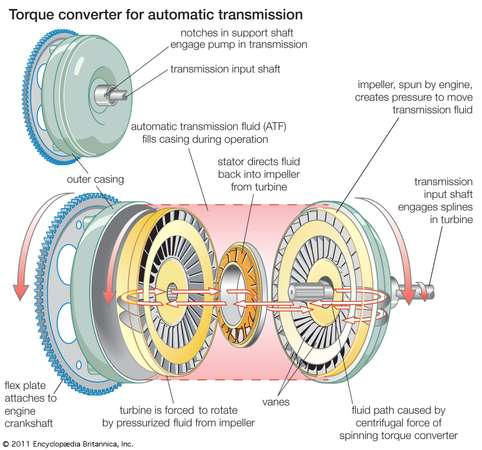 Torque converter for automatic transmission
notches in support shaft
engage pump in transmission
transmission input shaft
impeller, spun by engine,
creates pressure to move
transmission fluid
automatic transmission fluid (ATF)
fills casing during operation
stator directs fluid
back into impeller
from turbine
outer casing
transmission
input shaft
engages splines
in turbine
flex plate
attaches to
engine
crankshaft
turbine is forced to rotate
by pressurized fluid from impeller
vanes
fluid path caused by
centrifugal force of
spinning torque converter
© 2011 Encyclopædia Britannica, Inc.